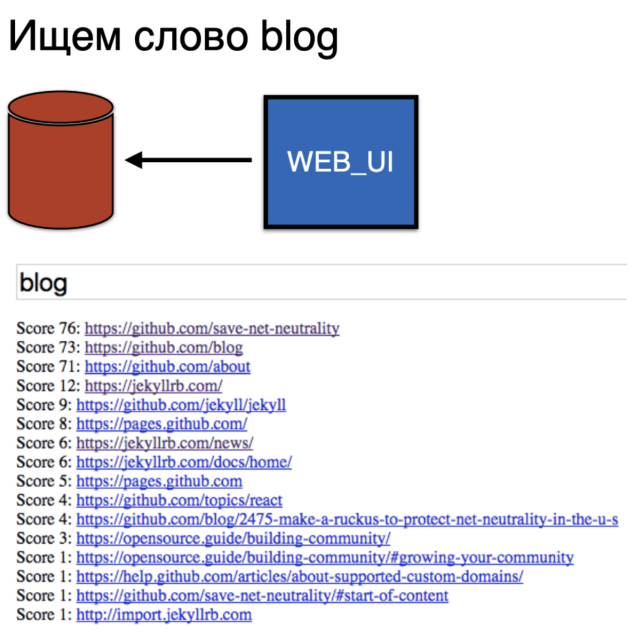 Ищем слово blog
WEB_UI
blog
Score 76: https://github.com/save-net-neutrality
Score 73: https://github.com/blog
Score 71: https://github.com/about
Score 12: https://jekyllrb.com/
Score 9: https://github.com/jekyll/jekyll
Score 8: https://pages.github.com/
Score 6: https://jekyllrb.com/news/
Score 6: https://jekyllrb.com/docs/home/
Score 5: https://pages.github.com
Score 4: https://github.com/topics/react
Score 4: https://github.com/blog/2475-make-a-ruckus-to-protect-net-neutrality-in-the-u-s
Score 3: https://opensource.guide/building-community/
Score 1: https://opensource.guide/building-community/#growing-your-community
Score 1: https://help.github.com/articles/about-supported-custom-domains/
Score 1: https://github.com/save-net-neutrality/#start-of-content
Score 1: http://import.jekyllrb.com